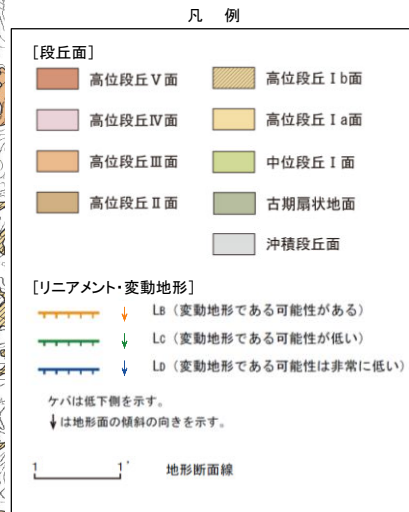 凡 例
[段丘面]
高位段丘Ⅴ面
高位段丘Ⅳ面
高位段丘Ⅲ面
高位段丘Ⅱ面
高位段丘Ⅰb面
高位段丘Ⅰa面
中位段丘Ⅰ面
古期扇状地面
沖積段丘面
[リニアメント・変動地形]
LB（変動地形である可能性がある）
LC（変動地形である可能性が低い）
LD（変動地形である可能性は非常に低い）
ケバは低下側を示す。
↓は地形面の傾斜の向きを示す。
1 1' 地形断面線